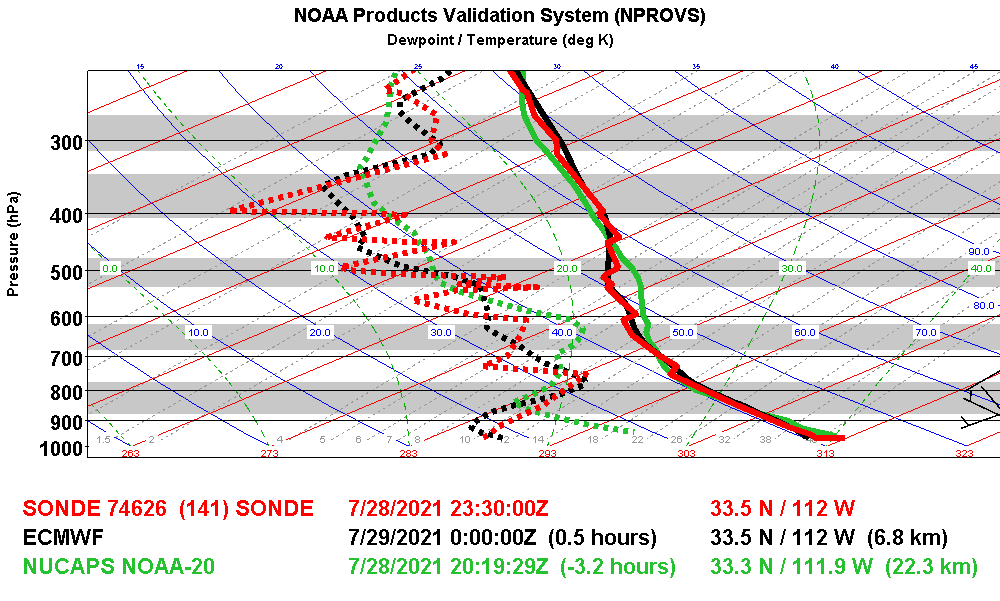 NOAA Products Validation System (NPROVS)
Dewpoint / Temperature (deg K)
15 20 25 30 35 40 45
Pressure (hPa)
300
400
90.0
500 0.0 10.0 20.0 30.0 40.0
80.0
600
10.0 20.0 30.0 40.0 50.0 60.0 70.0
700
800
900
1.5 2 4 5 6 7 8 10 12 14 18 22 26 32 38
1000
263 273 283 293 303 313 323
SONDE 74626 (141) SONDE 7/28/2021 23:30:00Z 33.5 N / 112 W
ECMWF 7/29/2021 0:00:00Z (0.5 hours) 33.5 N / 112 W (6.8 km)
NUCAPS NOAA-20 7/28/2021 20:19:29Z (-3.2 hours) 33.3 N / 111.9 W (22.3 km)